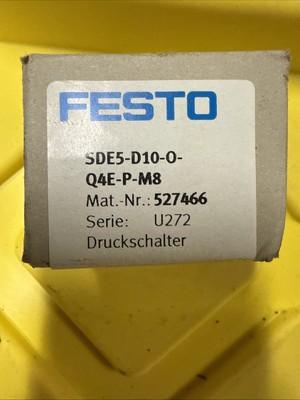 FESTO
SDE5-D10-O-
Q4E-P-M8
Mat.-Nr.: 527466
Serie: U272
Druckschalter